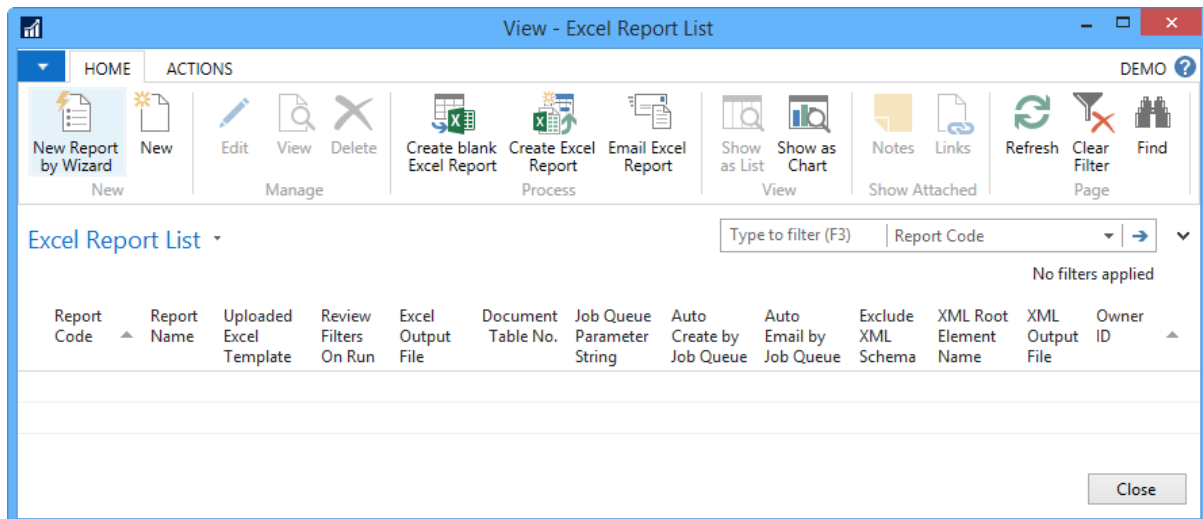 View - Excel Report List
HOME ACTIONS DEMO
New Report by Wizard
New
Edit
View
Delete
Create blank Excel Report
Create Excel Report
Email Excel Report
Show as List
Show as Chart
Notes
Links
Refresh
Clear Filter
Find
New Manage Process View Show Attached Page
Excel Report List
Type to filter (F3) Report Code
No filters applied
Report Code
Report Name
Uploaded Excel Template
Review Filters On Run
Excel Output File
Document Table No.
Job Queue Parameter String
Auto Create by Job Queue
Auto Email by Job Queue
Exclude XML Schema
XML Root Element Name
XML Output File
Owner ID
Close